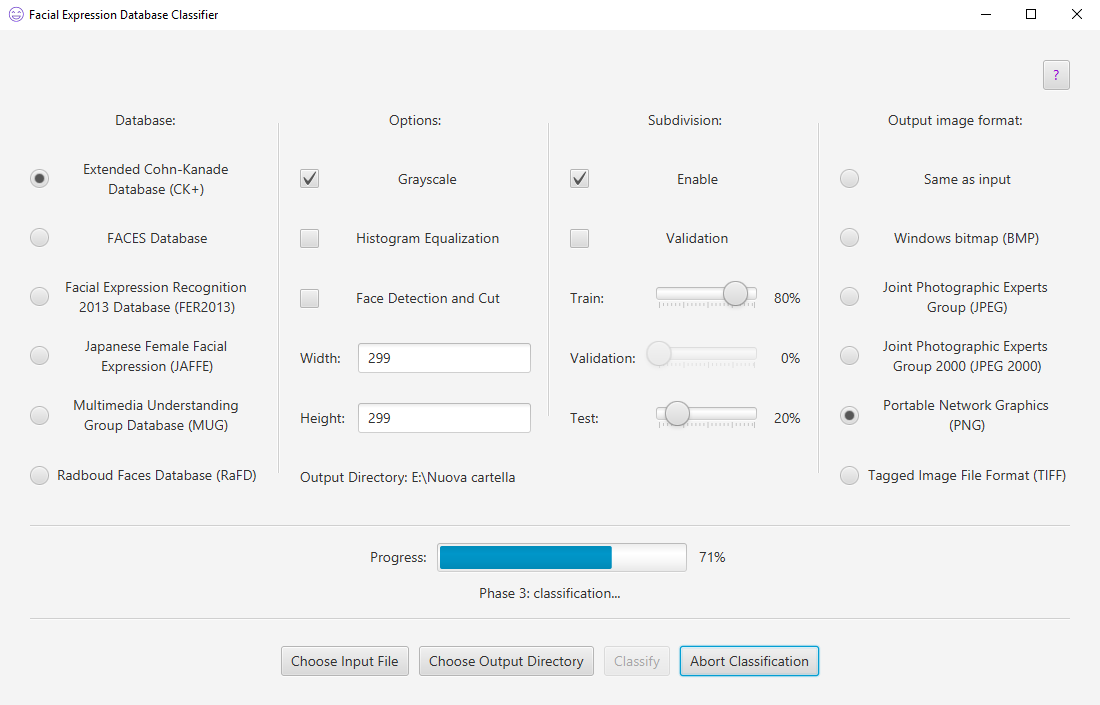 Facial Expression Database Classifier
?
Database:
Extended Cohn-Kanade
Database (CK+)
FACES Database
Facial Expression Recognition
2013 Database (FER2013)
Japanese Female Facial
Expression (JAFFE)
Multimedia Understanding
Group Database (MUG)
Radboud Faces Database (RaFD)
Options:
Grayscale
Histogram Equalization
Face Detection and Cut
Width: 299
Height: 299
Output Directory: E:\Nuova cartella
Subdivision:
Enable
Validation
Train: 80%
Validation: 0%
Test: 20%
Output image format:
Same as input
Windows bitmap (BMP)
Joint Photographic Experts
Group (JPEG)
Joint Photographic Experts
Group 2000 (JPEG 2000)
Portable Network Graphics
(PNG)
Tagged Image File Format (TIFF)
Progress: 71%
Phase 3: classification...
Choose Input File
Choose Output Directory
Classify
Abort Classification